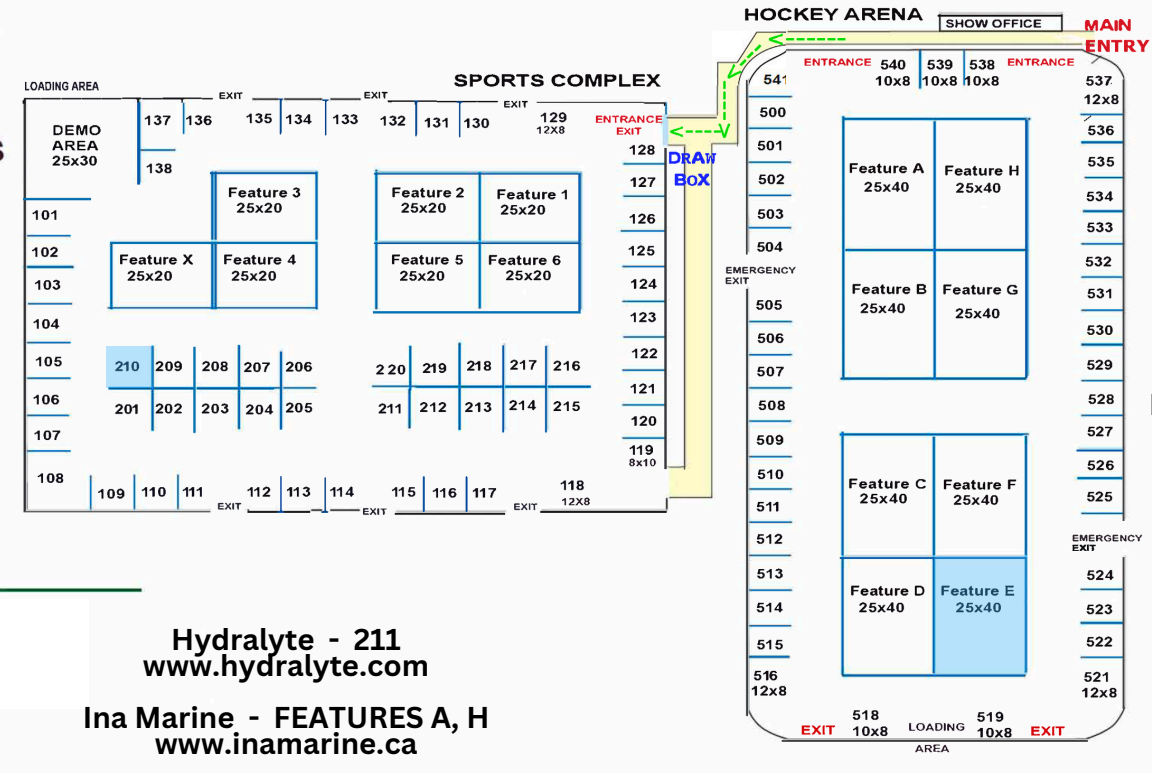 HOCKEY ARENA
SHOW OFFICE
MAIN
ENTRY
SPORTS COMPLEX
LOADING AREA
EXIT
EXIT
EXIT
DEMO
AREA
25x30
137
136
135
134
133
132
131
130
129
12X8
ENTRANCE
EXIT
138
128
127
126
125
124
123
122
121
120
119
8x10
DRAW
BOX
101
102
103
104
105
106
107
108
Feature 3
25x20
Feature X
25x20
Feature 4
25x20
Feature 2
25x20
Feature 1
25x20
Feature 5
25x20
Feature 6
25x20
210 209 208 207 206
201 202 203 204 205
220 219 218 217 216
211 212 213 214 215
109 110 111
112 113 114
115 116 117
118
12X8
EXIT
EXIT
EXIT
ENTRANCE
540
10x8
539
10x8
538
10x8
ENTRANCE
541
500
501
502
503
504
EMERGENCY
EXIT
505
506
507
508
509
510
511
512
513
514
515
516
12x8
Feature A
25x40
Feature H
25x40
Feature B
25x40
Feature G
25x40
Feature C
25x40
Feature F
25x40
Feature D
25x40
Feature E
25x40
537
12x8
536
535
534
533
532
531
530
529
528
527
526
525
EMERGENCY
EXIT
524
523
522
521
12x8
EXIT
518
10x8
LOADING
AREA
519
10x8
EXIT
Hydralyte - 211
www.hydralyte.com
Ina Marine - FEATURES A, H
www.inamarine.ca